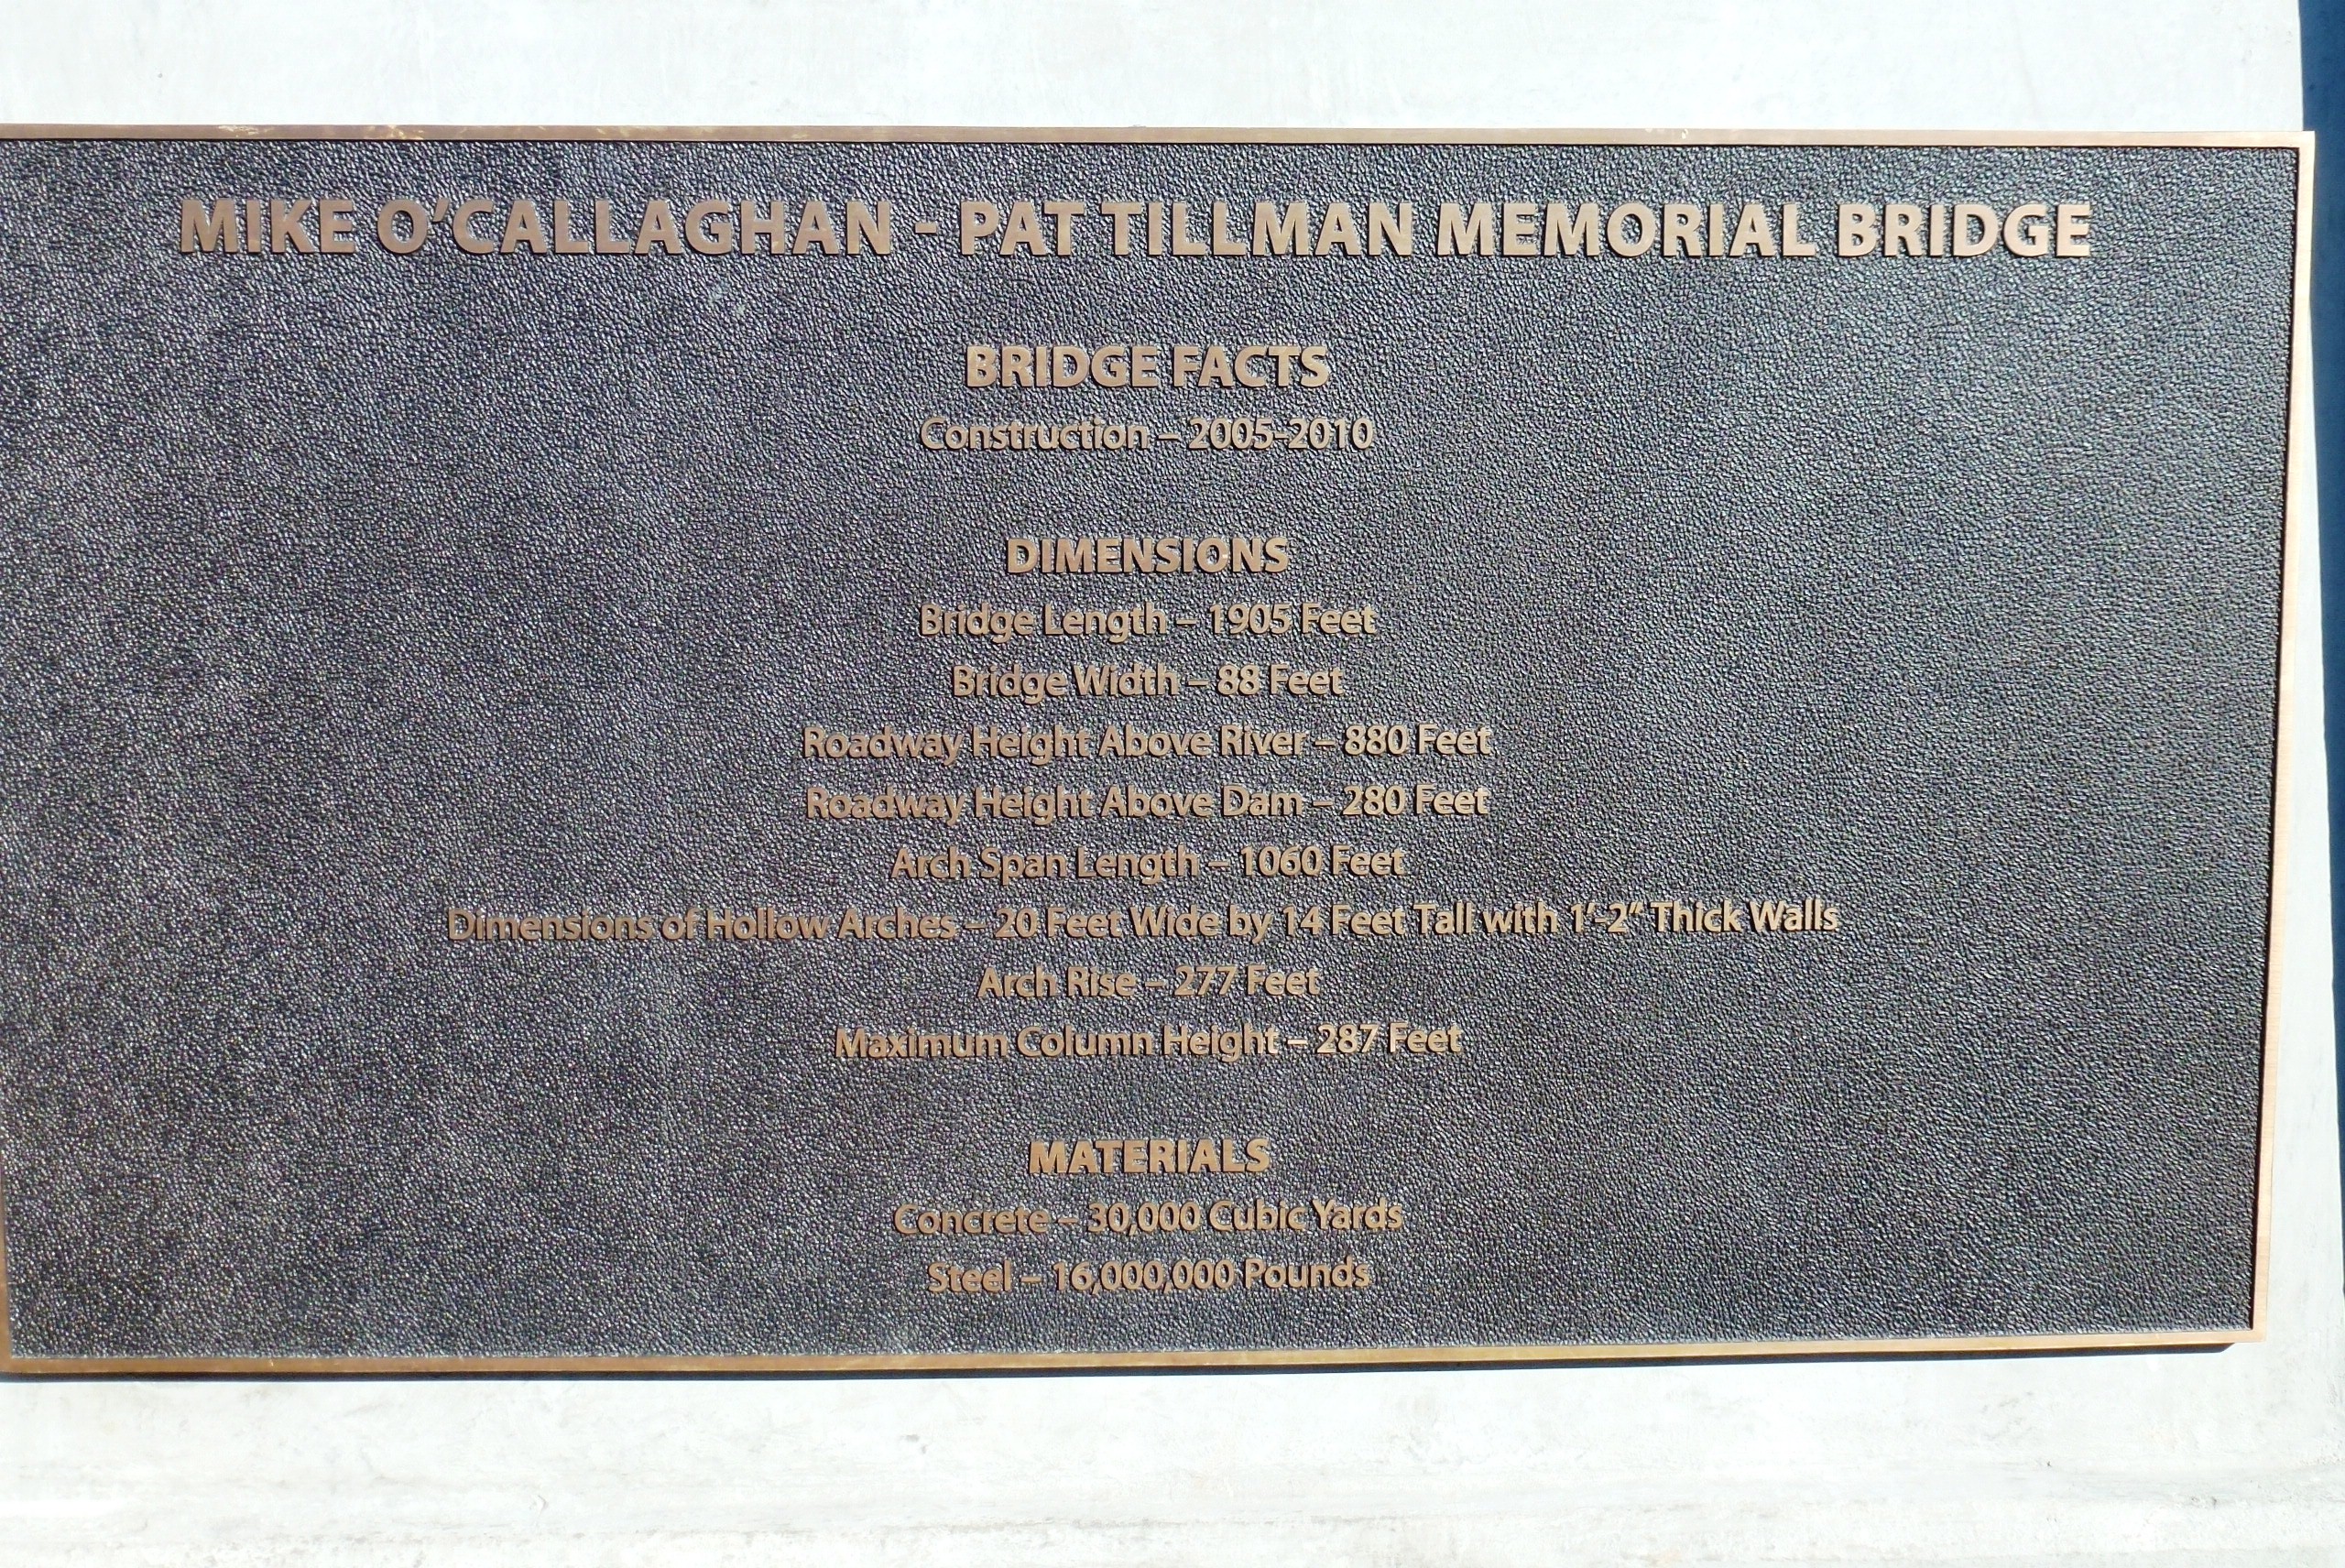 MIKE O'CALLAGHAN - PAT TILLMAN MEMORIAL BRIDGE
BRIDGE FACTS
Construction – 2005-2010
DIMENSIONS
Bridge Length – 1905 Feet
Bridge Width – 88 Feet
Roadway Height Above River – 880 Feet
Roadway Height Above Dam – 280 Feet
Arch Span Length – 1060 Feet
Dimensions of Hollow Arches – 20 Feet Wide by 14 Feet Tall with 1'-2" Thick Walls
Arch Rise – 277 Feet
Maximum Column Height – 287 Feet
MATERIALS
Concrete – 30,000 Cubic Yards
Steel – 16,000,000 Pounds